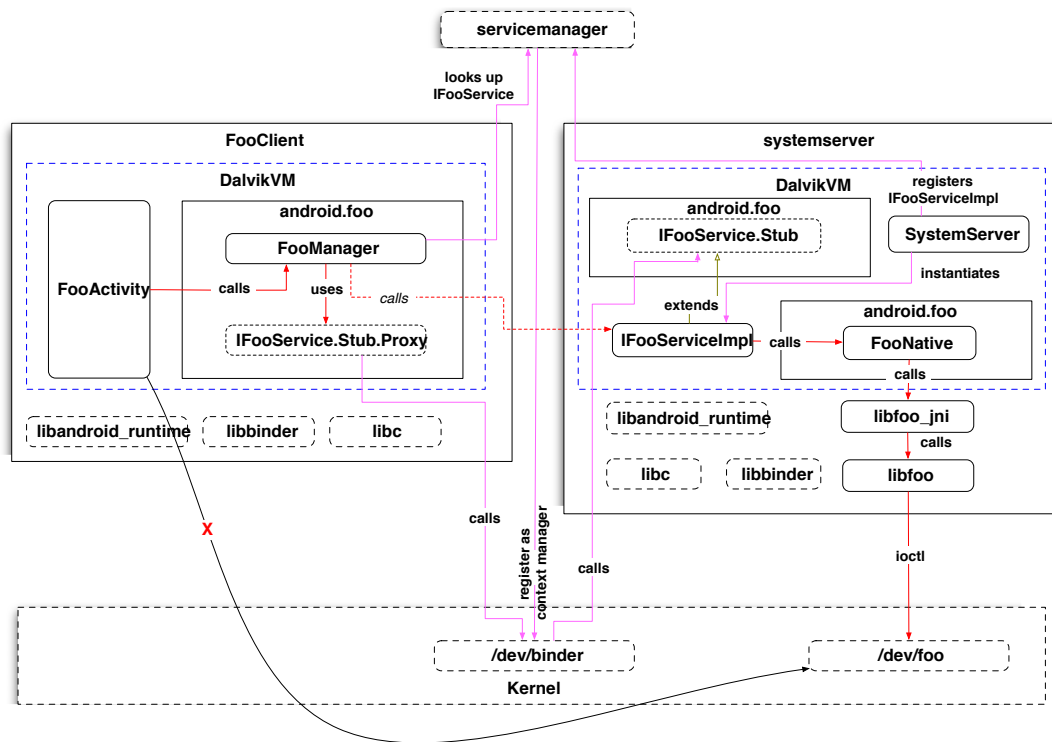 servicemanager
looks up
IFooService
FooClient
systemserver
DalvikVM
DalvikVM
registers
IFooServiceImpl
android.foo
android.foo
FooManager
IFooService.Stub
SystemServer
FooActivity
calls
uses
calls
extends
instantiates
android.foo
IFooService.Stub.Proxy
IFooServiceImpl
calls
FooNative
calls
libandroid_runtime
libbinder
libc
libandroid_runtime
libfoo_jni
calls
libc
libbinder
libfoo
X
calls
register as
context manager
calls
ioctl
/dev/binder
/dev/foo
Kernel